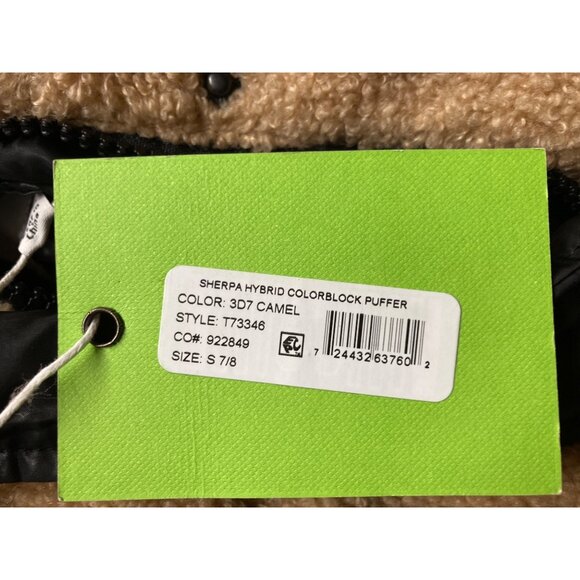 SHERPA HYBRID COLORBLOCK PUFFER
COLOR: 3D7 CAMEL
STYLE: T73346
CO#: 922849
SIZE: S 7/8
7 24432 63760 2